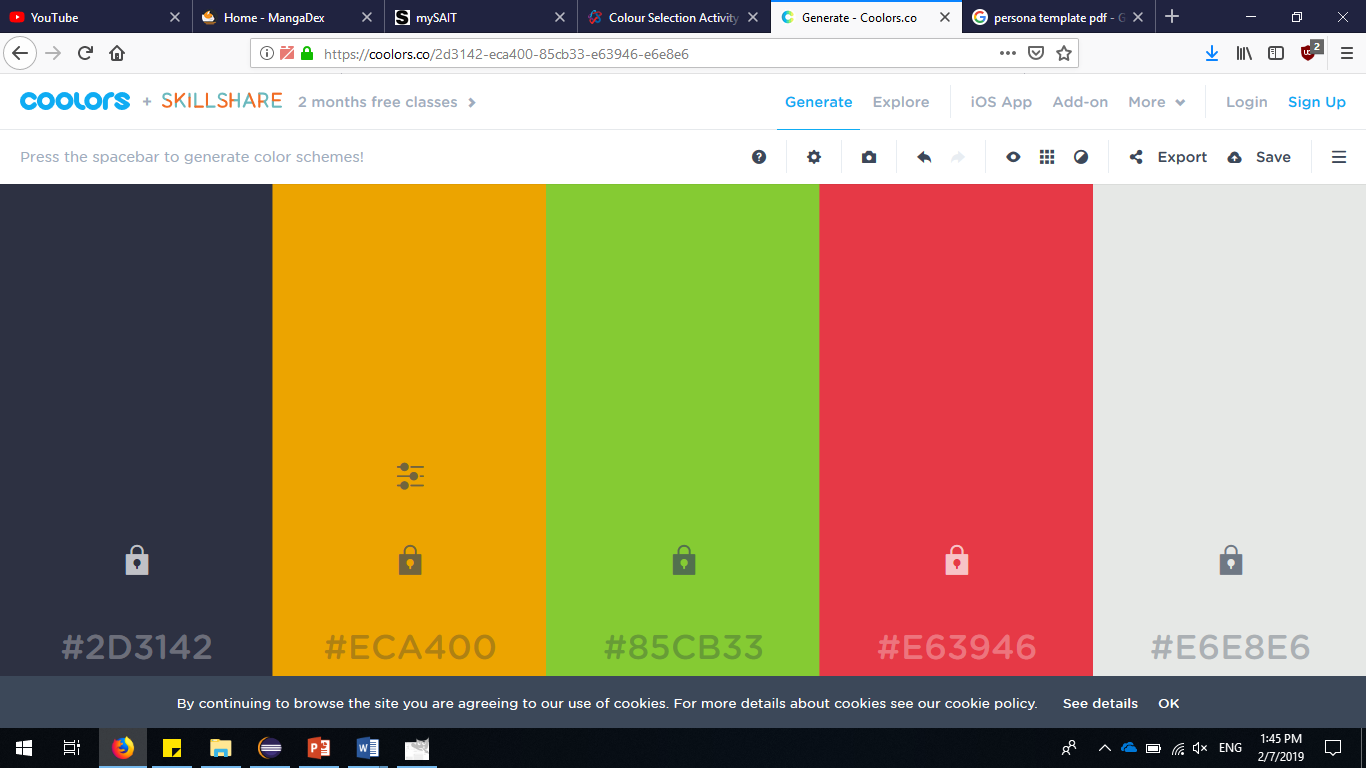 YouTube
Home - MangaDex
mySAIT
Colour Selection Activity
Generate - Coolors.co
persona template pdf - G
https://coolors.co/2d3142-eca400-85cb33-e63946-e6e8e6
2
coolors + SKILLSHARE 2 months free classes
Generate Explore iOS App Add-on More Login Sign Up
Press the spacebar to generate color schemes!
Export Save
#2D3142 #ECA400 #85CB33 #E63946 #E6E8E6
By continuing to browse the site you are agreeing to our use of cookies. For more details about cookies see our cookie policy. See details OK
ENG
1:45 PM
2/7/2019